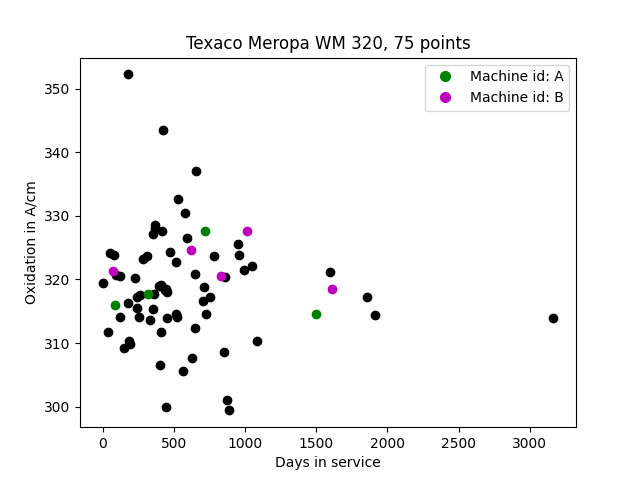 Texaco Meropa WM 320, 75 points
Machine id: A
Machine id: B
350
340
330
320
310
300
Oxidation in A/cm
0 500 1000 1500 2000 2500 3000
Days in service